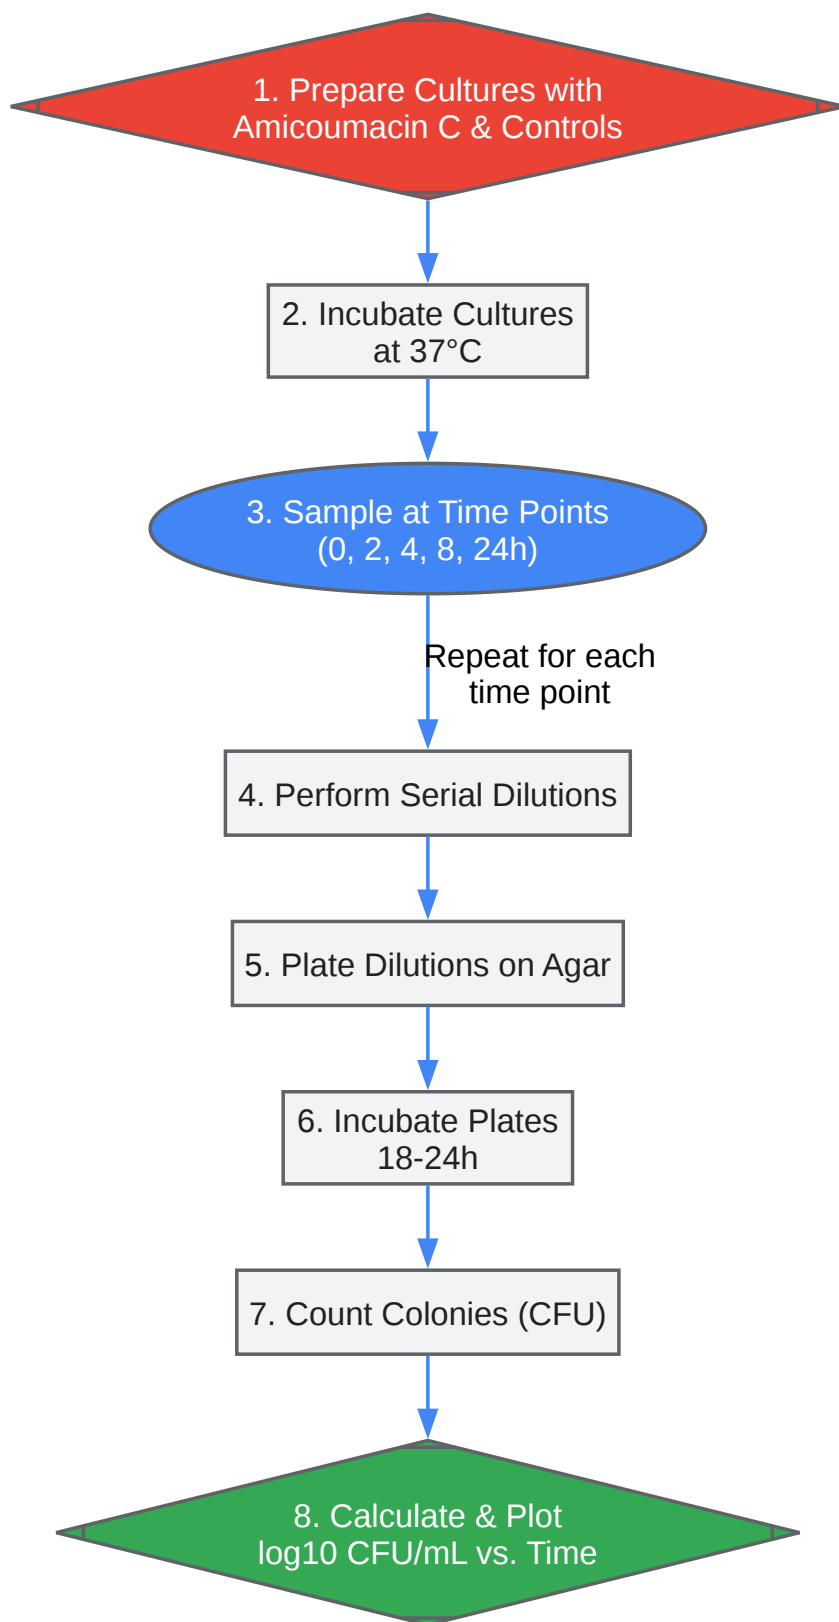 1. Prepare Cultures with
Amicoumacin C & Controls
2. Incubate Cultures
at 37°C
3. Sample at Time Points
(0, 2, 4, 8, 24h)
Repeat for each
time point
4. Perform Serial Dilutions
5. Plate Dilutions on Agar
6. Incubate Plates
18-24h
7. Count Colonies (CFU)
8. Calculate & Plot
log10 CFU/mL vs. Time